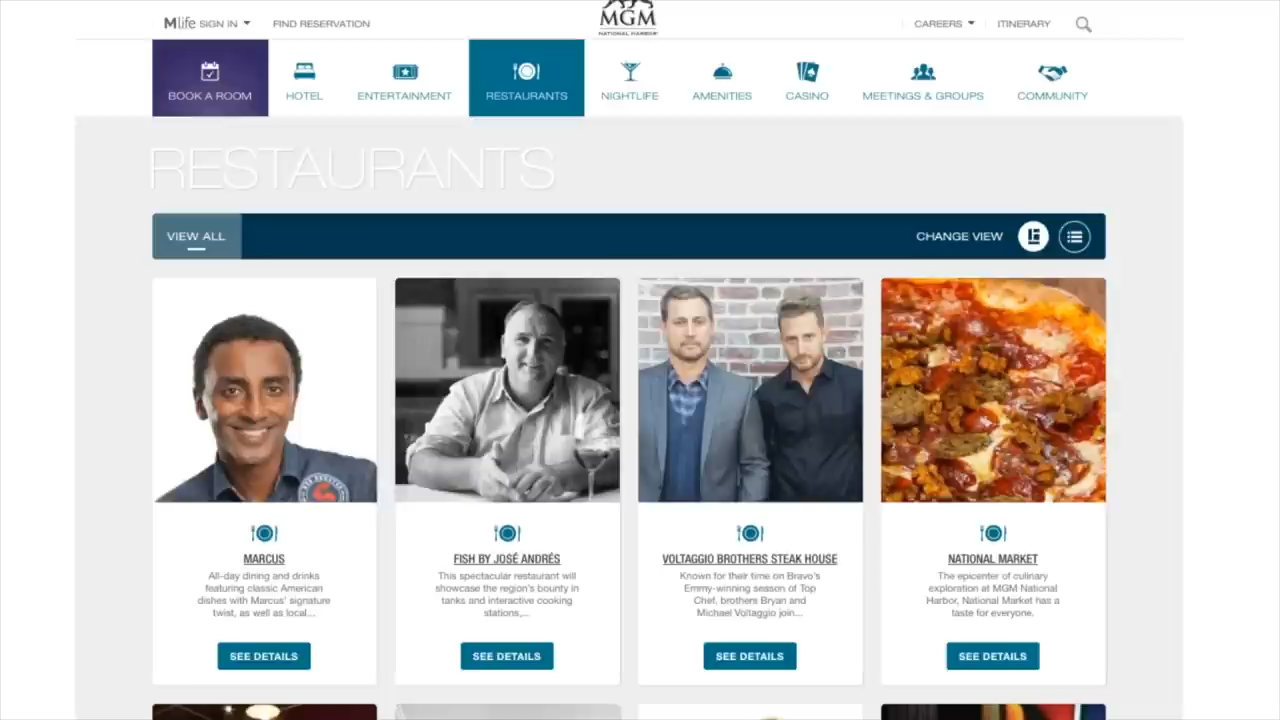 Mlife SIGN IN
FIND RESERVATION
MGM
NATIONAL HARBOR
CAREERS
ITINERARY
BOOK A ROOM
HOTEL
ENTERTAINMENT
RESTAURANTS
NIGHTLIFE
AMENITIES
CASINO
MEETINGS & GROUPS
COMMUNITY
RESTAURANTS
VIEW ALL
CHANGE VIEW
MARCUS
All-day dining and drinks
featuring classic American
dishes with Marcus' signature
twist, as well as local...
SEE DETAILS
FISH BY JOSÉ ANDRÉS
This spectacular restaurant will
showcase the region's bounty in
tanks and interactive cooking
stations,...
SEE DETAILS
VOLTAGGIO BROTHERS STEAK HOUSE
Known for their time on Bravo's
Emmy-winning season of Top
Chef, brothers Bryan and
Michael Voltaggio join...
SEE DETAILS
NATIONAL MARKET
The epicenter of culinary
exploration at MGM National
Harbor, National Market has a
taste for everyone.
SEE DETAILS